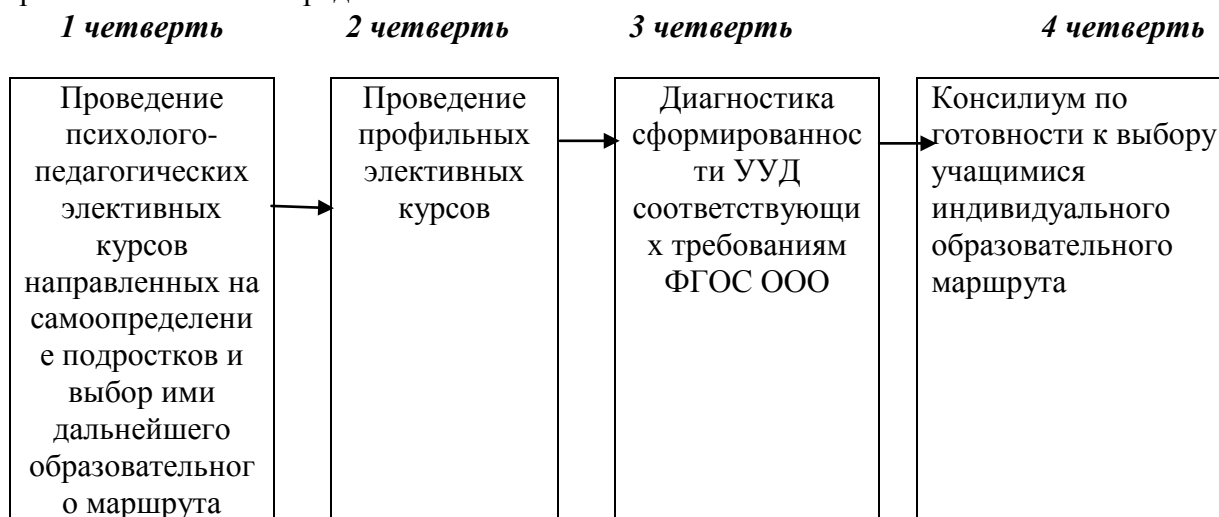 1 четверть
2 четверть
3 четверть
4 четверть
Проведение
психолого-
педагогических
элективных
курсов
направленных на
самоопределени
е подростков и
выбор ими
дальнейшего
образовательног
о маршрута
Проведение
профильных
элективных
курсов
Диагностика
сформированнос
ти УУД
соответствующи
х требованиям
ФГОС ООО
Консилиум по
готовности к выбору
учащимися
индивидуального
образовательного
маршрута